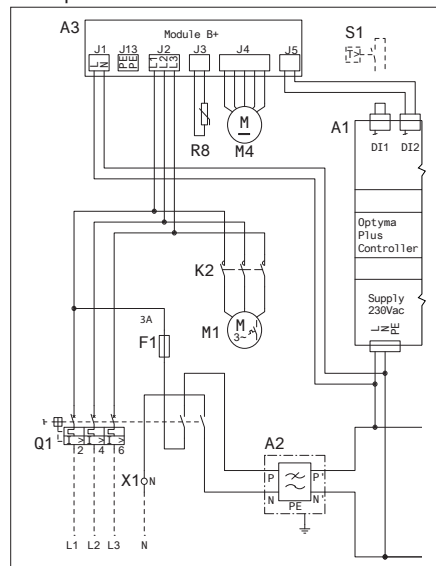 A3
Module B+
J1
J13
J2
J3
J4
J5
L
N
PE
PE
L1
L2
L3
S1
T>
M
R8
M4
A1
DI1
DI2
Optyma
Plus
Controller
K2
Supply
230Vac
L
N
PE
3A
F1
M1
M
3~
Q1
I> I> I>
2 4 6
A2
X1
N
P
P'
N
N'
PE
L1 L2 L3 N